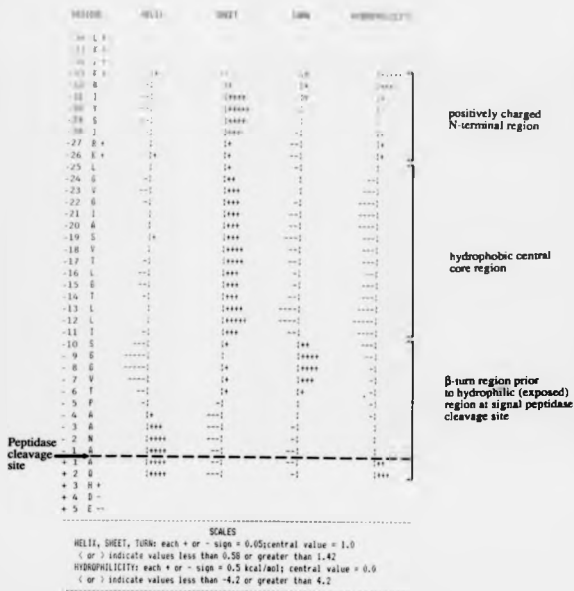 RESIDUE HELIX SHEET TURN HYDROPHILICITY
-27 R + -: :+ : :+
-26 K + :+ :+ -: :+
-25 L : :+ : :
-24 G -: :++ -: ---:
-23 V --: :+++ --: ---:
-22 G -: :+++ -: ----:
-21 I : :+++ --: ----:
-20 A : :+++ --: ----:
-19 S :+ :+++ --: ---:
-18 V : :++++ --: ---:
-17 T -: :++++ --: ---:
-16 L -: :+++ --: ---:
-15 G -: :+++ -: ---:
-14 T -: :+++ --: ---:
-13 L : :++++ ----: ----:
-12 L : :+++++ ----: ----:
-11 T -: :+++ --: ---:
-10 S --: :+ :++ --:
- 9 G -----: : :++++ -:
- 8 G -----: :+ :++++ --:
- 7 V ----: :+ :+++ --:
- 6 T --: :+ :+ -:
- 5 P -: -: : -:
- 4 A :+ ---: : :
- 3 A :++++ ---: -: :
- 2 N :++++ ---: -: :
- 1 A :++++ ---: -: :
+ 1 A :++++ ---: -: :++
+ 2 Q :++++ ---: -: :+++
+ 3 H +
+ 4 D -
+ 5 E --
positively charged
N-terminal region
hydrophobic central
core region
β-turn region prior
to hydrophilic (exposed)
region at signal peptidase
cleavage site
Peptidase
cleavage
site
SCALES
HELIX, SHEET, TURN: each + or - sign = 0.05;central value = 1.0
< or > indicate values less than 0.58 or greater than 1.42
HYDROPHILICITY: each + or - sign = 0.5 kcal/mol; central value = 0.0
< or > indicate values less than -4.2 or greater than 4.2